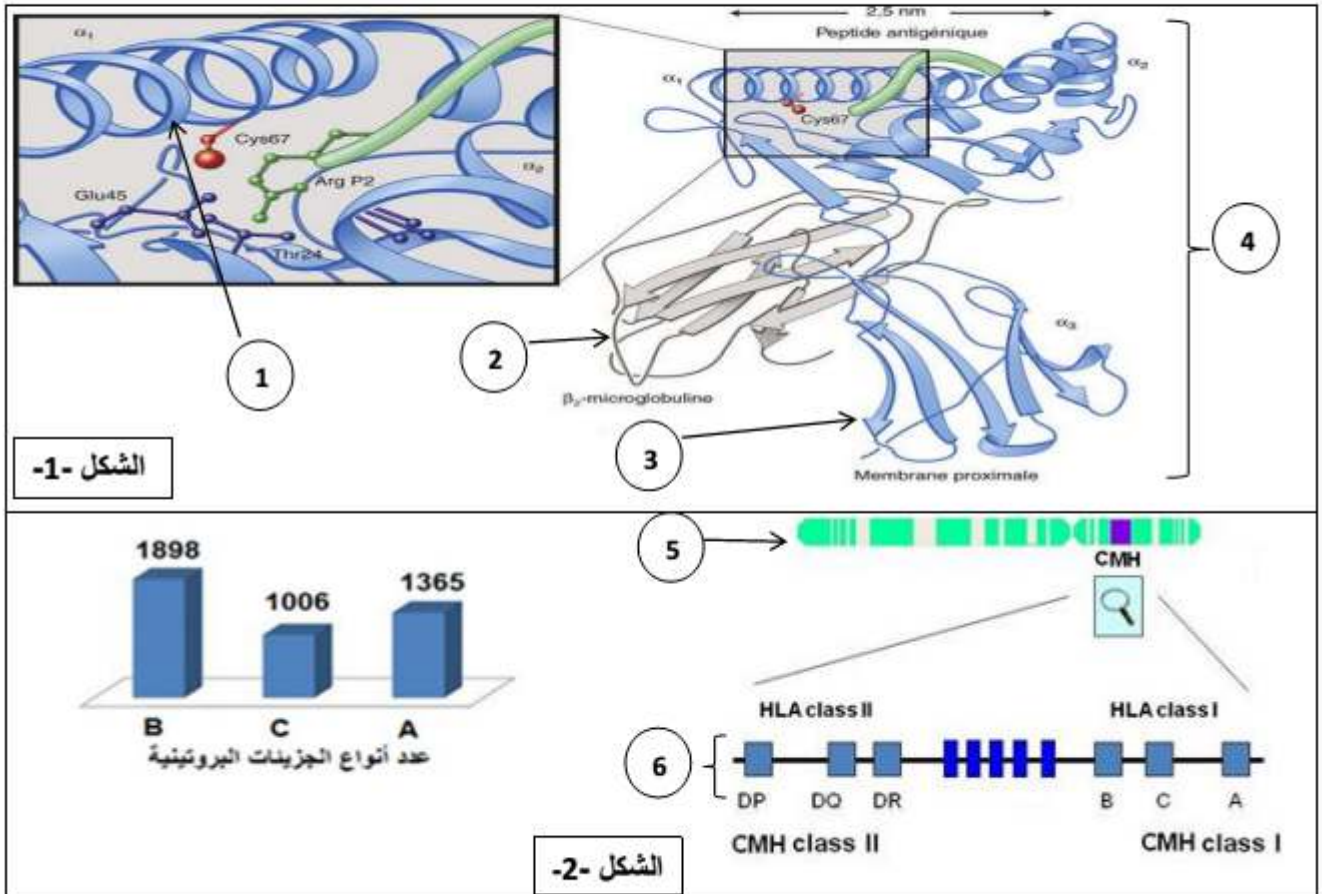 2,5 nm
Peptide antigénique
α₁
α₂
Cys67
α₁
Cys67
α₂
Arg P2
Glu45
Thr24
4
1
2
α₃
β₂-microglobuline
3
Membrane proximale
الشكل -1-
5
CMH
1898
1006
1365
B
C
A
عدد أنواع الجزيئات البروتينية
HLA class II
HLA class I
6
DP
DQ
DR
B
C
A
CMH class II
CMH class I
الشكل -2-